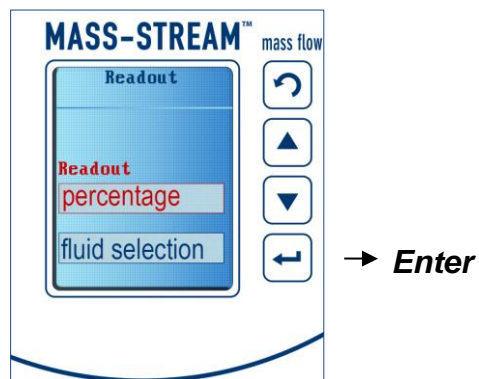 MASS-STREAM™ mass flow
Readout
Readout
percentage
fluid selection
Enter